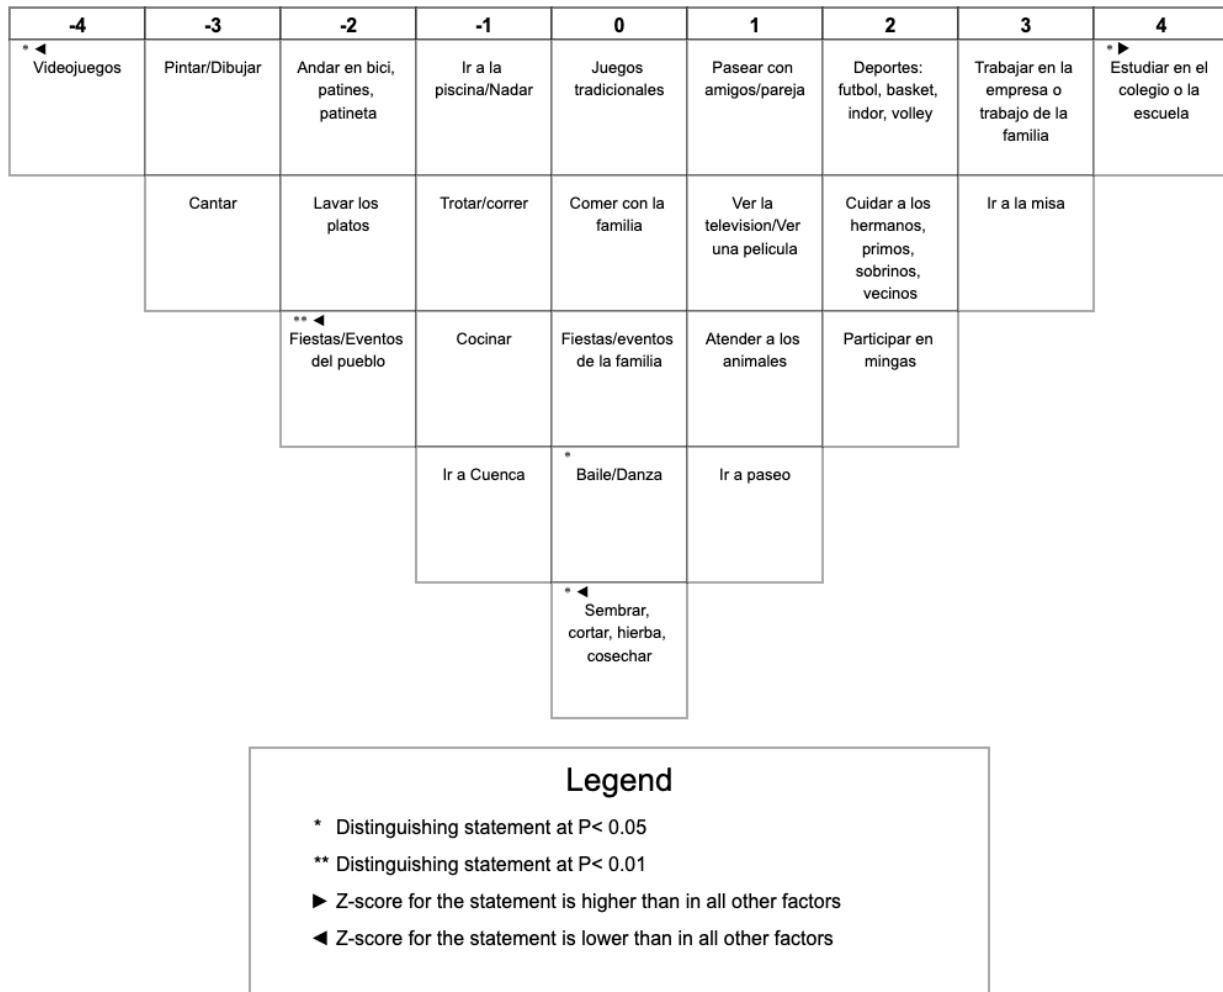 -4 -3 -2 -1 0 1 2 3 4
* ◄
Videojuegos
Pintar/Dibujar
Andar en bici,
patines,
patineta
Ir a la
piscina/Nadar
Juegos
tradicionales
Pasear con
amigos/pareja
Deportes:
futbol, basket,
indor, volley
Trabajar en la
empresa o
trabajo de la
familia
* ►
Estudiar en el
colegio o la
escuela
Cantar
Lavar los
platos
Trotar/correr
Comer con la
familia
Ver la
television/Ver
una pelicula
Cuidar a los
hermanos,
primos,
sobrinos,
vecinos
Ir a la misa
** ◄
Fiestas/Eventos
del pueblo
Cocinar
Fiestas/eventos
de la familia
Atender a los
animales
Participar en
mingas
Ir a Cuenca
*
Baile/Danza
Ir a paseo
* ◄
Sembrar,
cortar, hierba,
cosechar
Legend
* Distinguishing statement at P< 0.05
** Distinguishing statement at P< 0.01
► Z-score for the statement is higher than in all other factors
◄ Z-score for the statement is lower than in all other factors